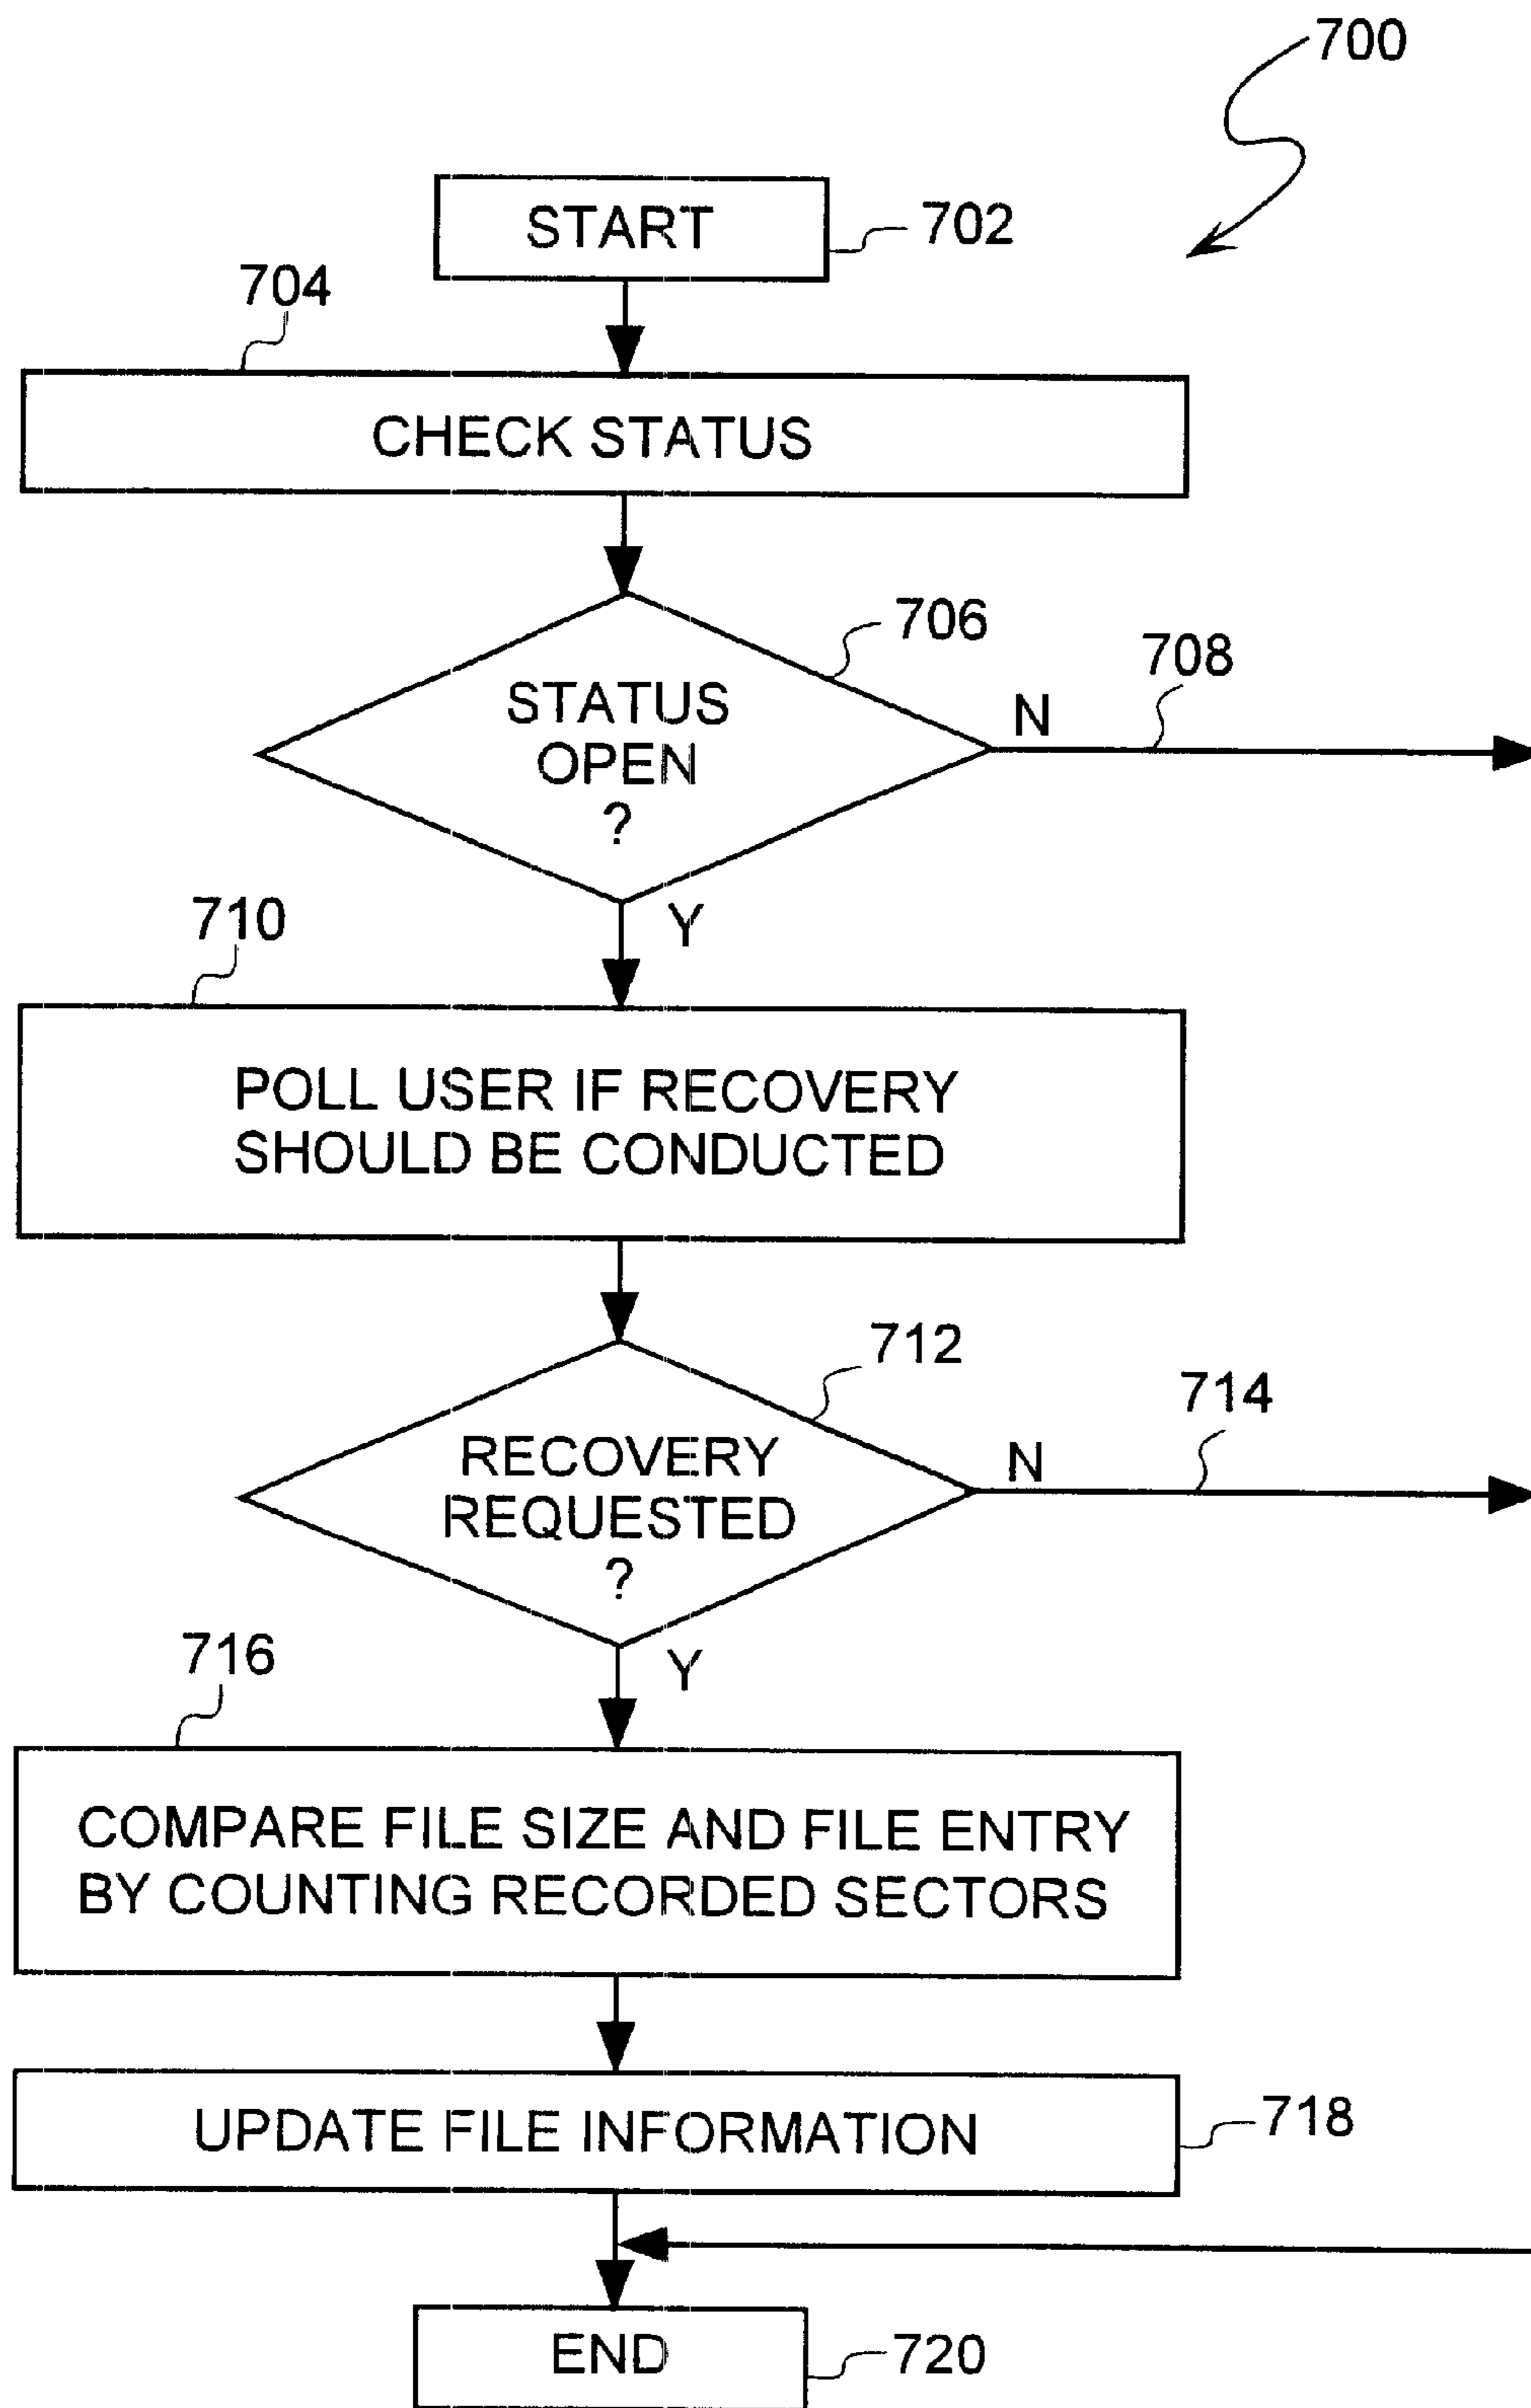 700
START
702
704
CHECK STATUS
706
708
STATUS
OPEN
?
N
Y
710
POLL USER IF RECOVERY
SHOULD BE CONDUCTED
712
714
RECOVERY
REQUESTED
?
N
Y
716
COMPARE FILE SIZE AND FILE ENTRY
BY COUNTING RECORDED SECTORS
UPDATE FILE INFORMATION
718
END
720